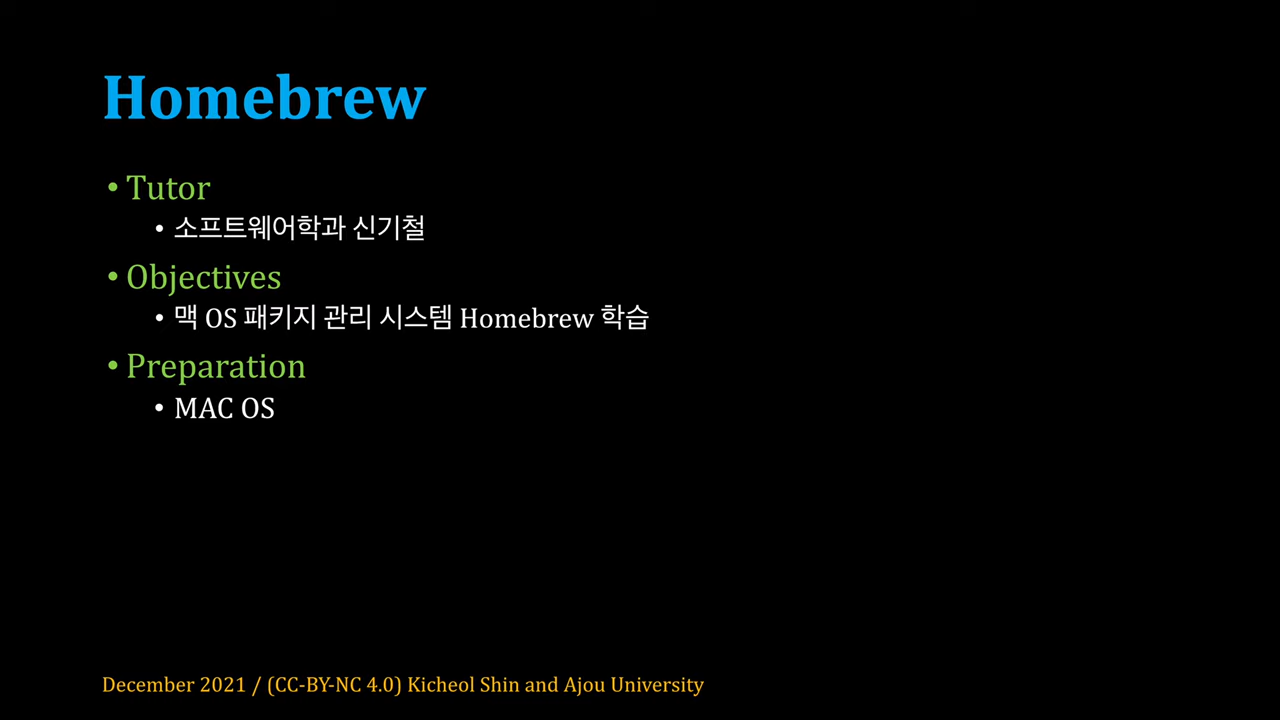 Homebrew
• Tutor
• 소프트웨어학과 신기철
• Objectives
• 맥 OS 패키지 관리 시스템 Homebrew 학습
• Preparation
• MAC OS
December 2021 / (CC-BY-NC 4.0) Kicheol Shin and Ajou University